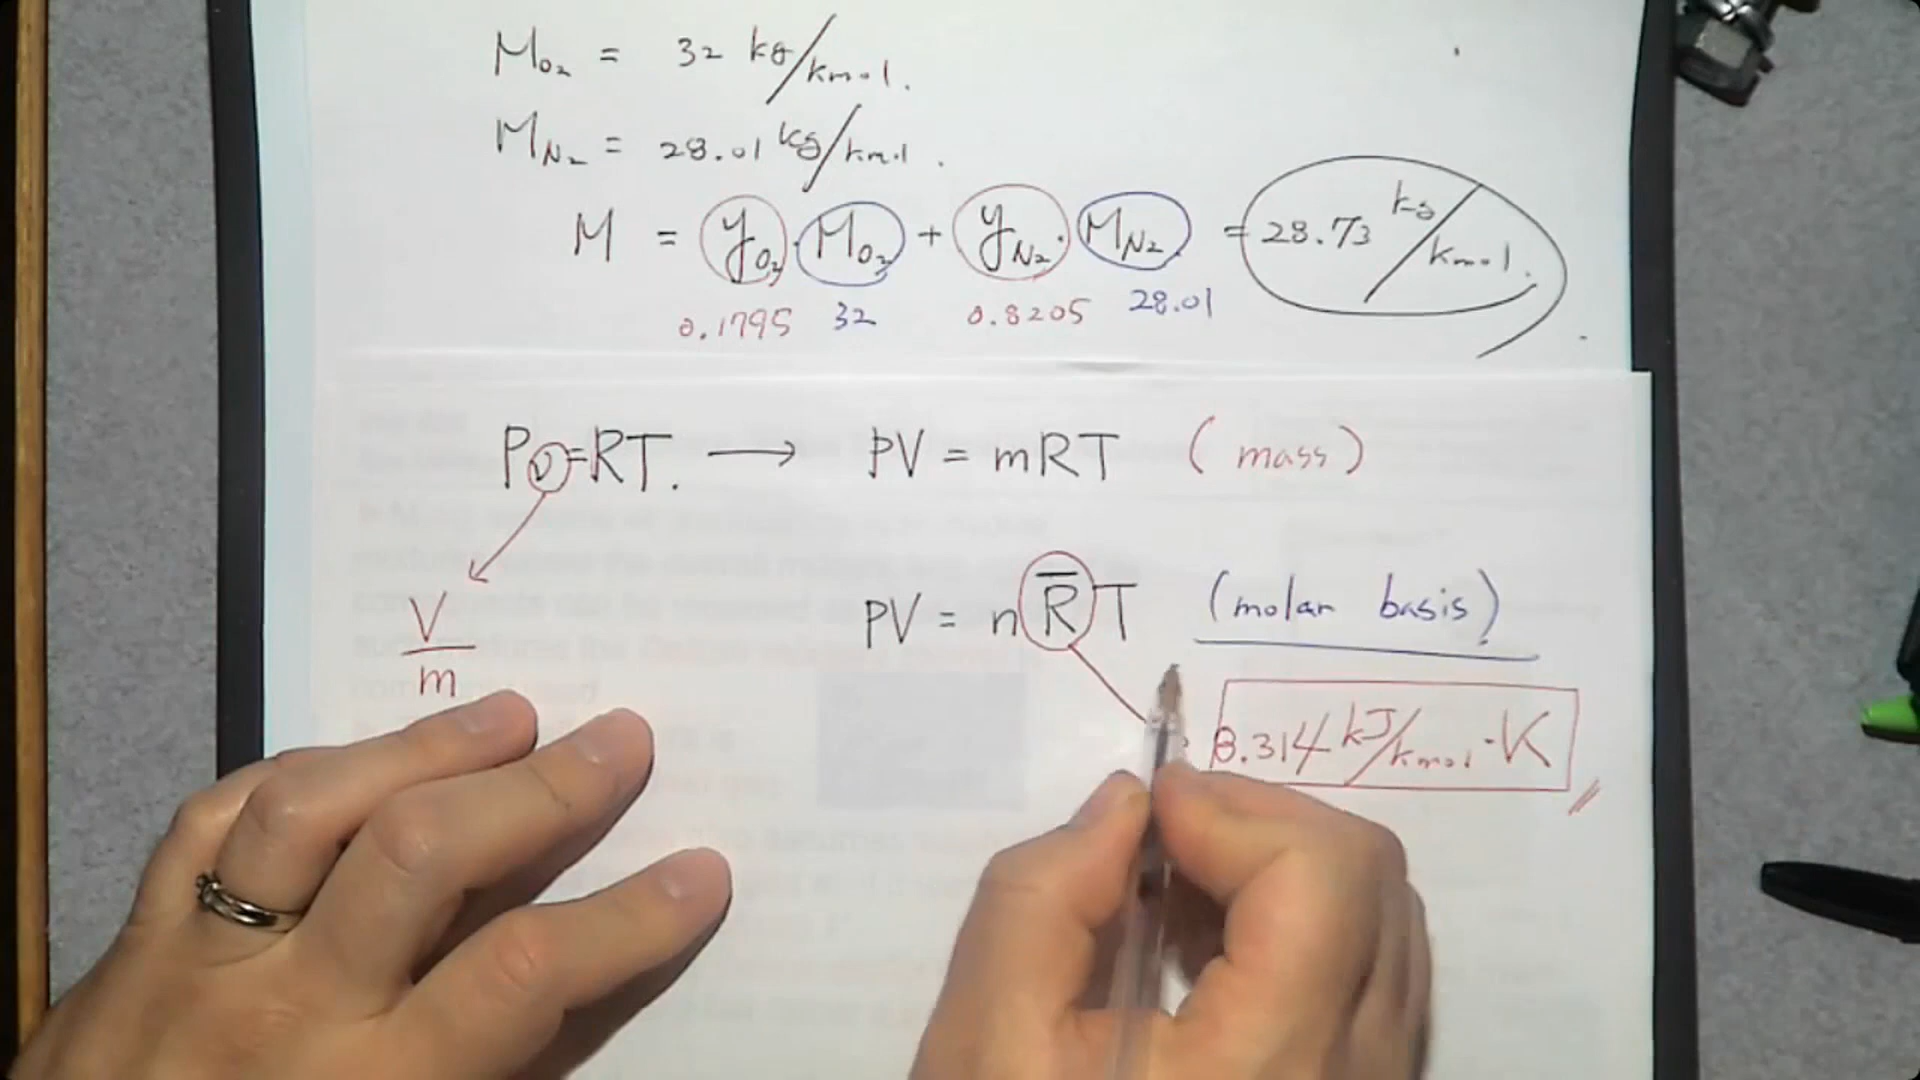 M_O₂ = 32 kg/kmol.
M_N₂ = 28.01 kg/kmol.
M = y_O₂ · M_O₂ + y_N₂ · M_N₂ = 28.73 kg/kmol.
0.1795 32 0.8205 28.01
Pv=RT. → PV = mRT (mass)
V/m
PV = nR̅T (molar basis)
8.314 kJ/kmol·K